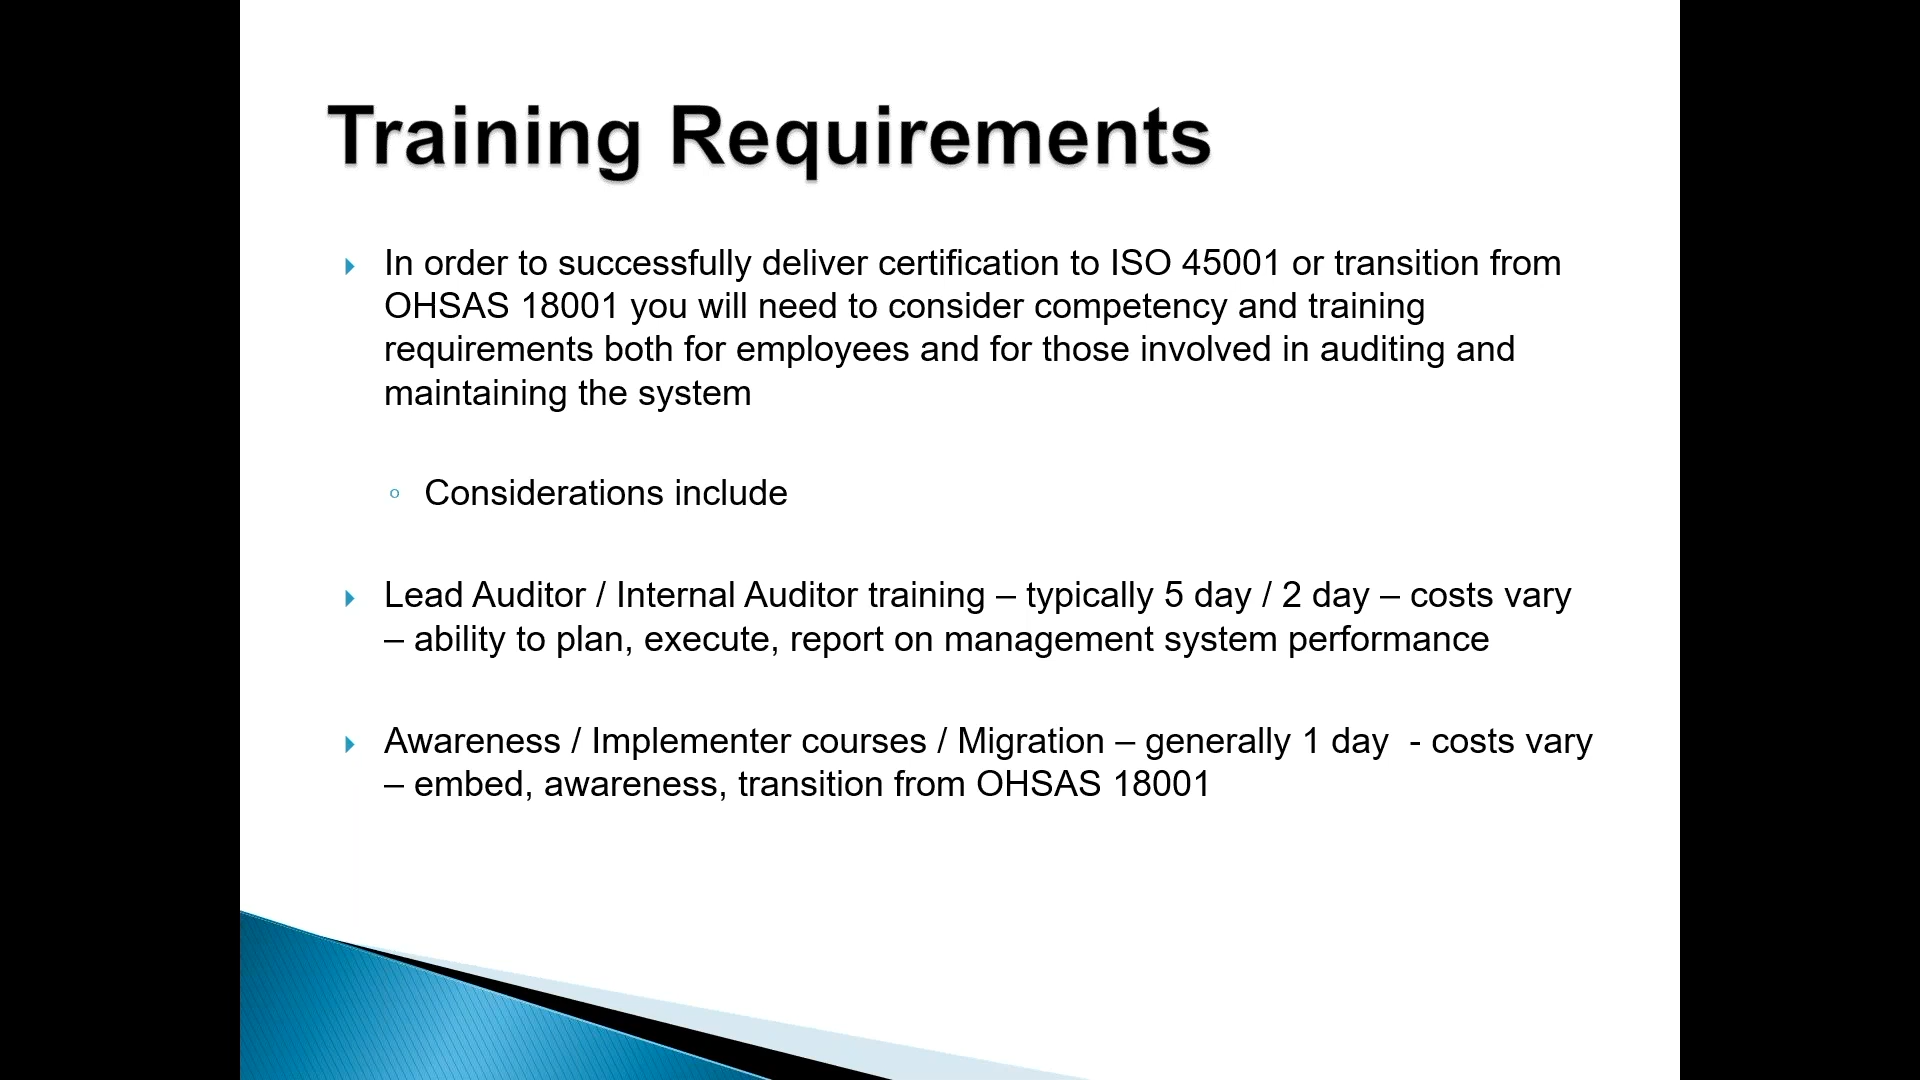 Training Requirements
In order to successfully deliver certification to ISO 45001 or transition from
OHSAS 18001 you will need to consider competency and training
requirements both for employees and for those involved in auditing and
maintaining the system
Considerations include
Lead Auditor / Internal Auditor training – typically 5 day / 2 day – costs vary
– ability to plan, execute, report on management system performance
Awareness / Implementer courses / Migration – generally 1 day  - costs vary
– embed, awareness, transition from OHSAS 18001